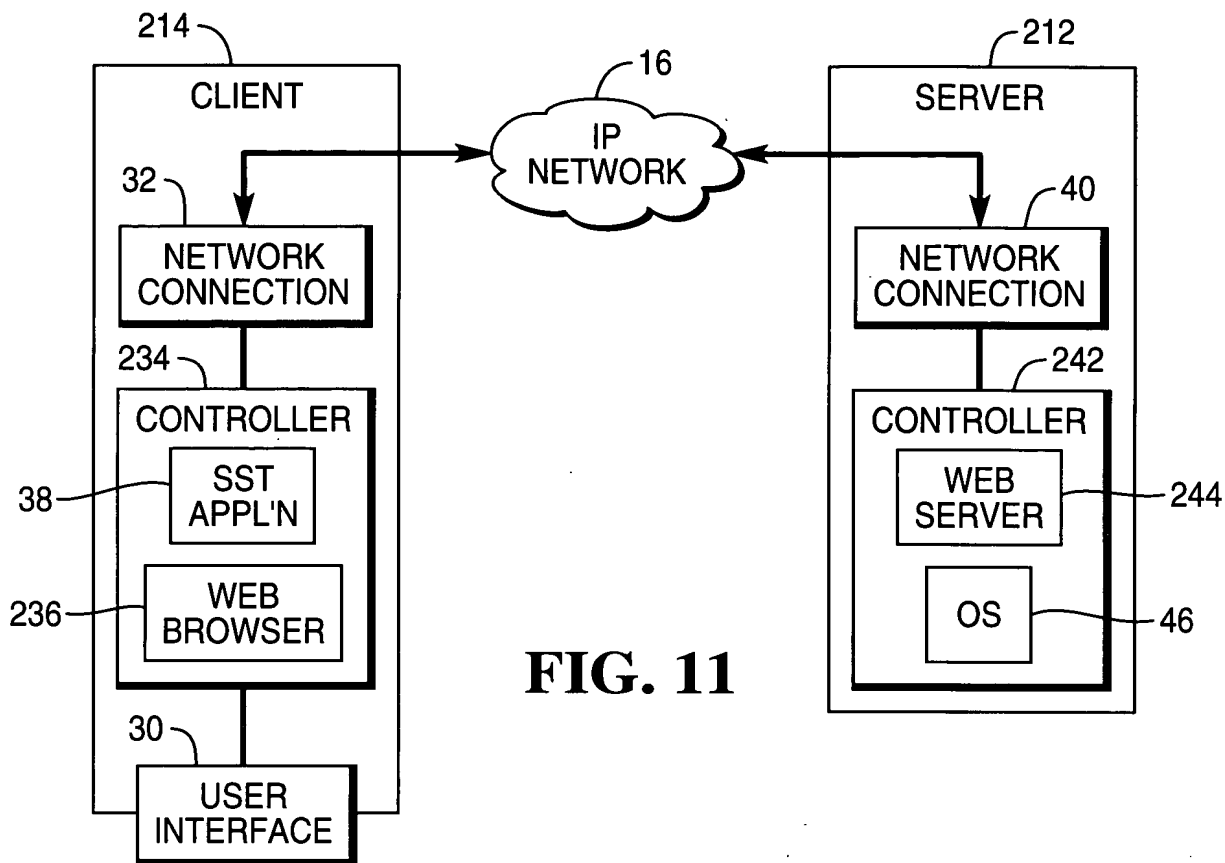 214
CLIENT
16
IP
NETWORK
212
SERVER
32
NETWORK
CONNECTION
40
NETWORK
CONNECTION
234
CONTROLLER
38
SST
APPL'N
236
WEB
BROWSER
242
CONTROLLER
WEB
SERVER
244
OS
46
FIG. 11
30
USER
INTERFACE